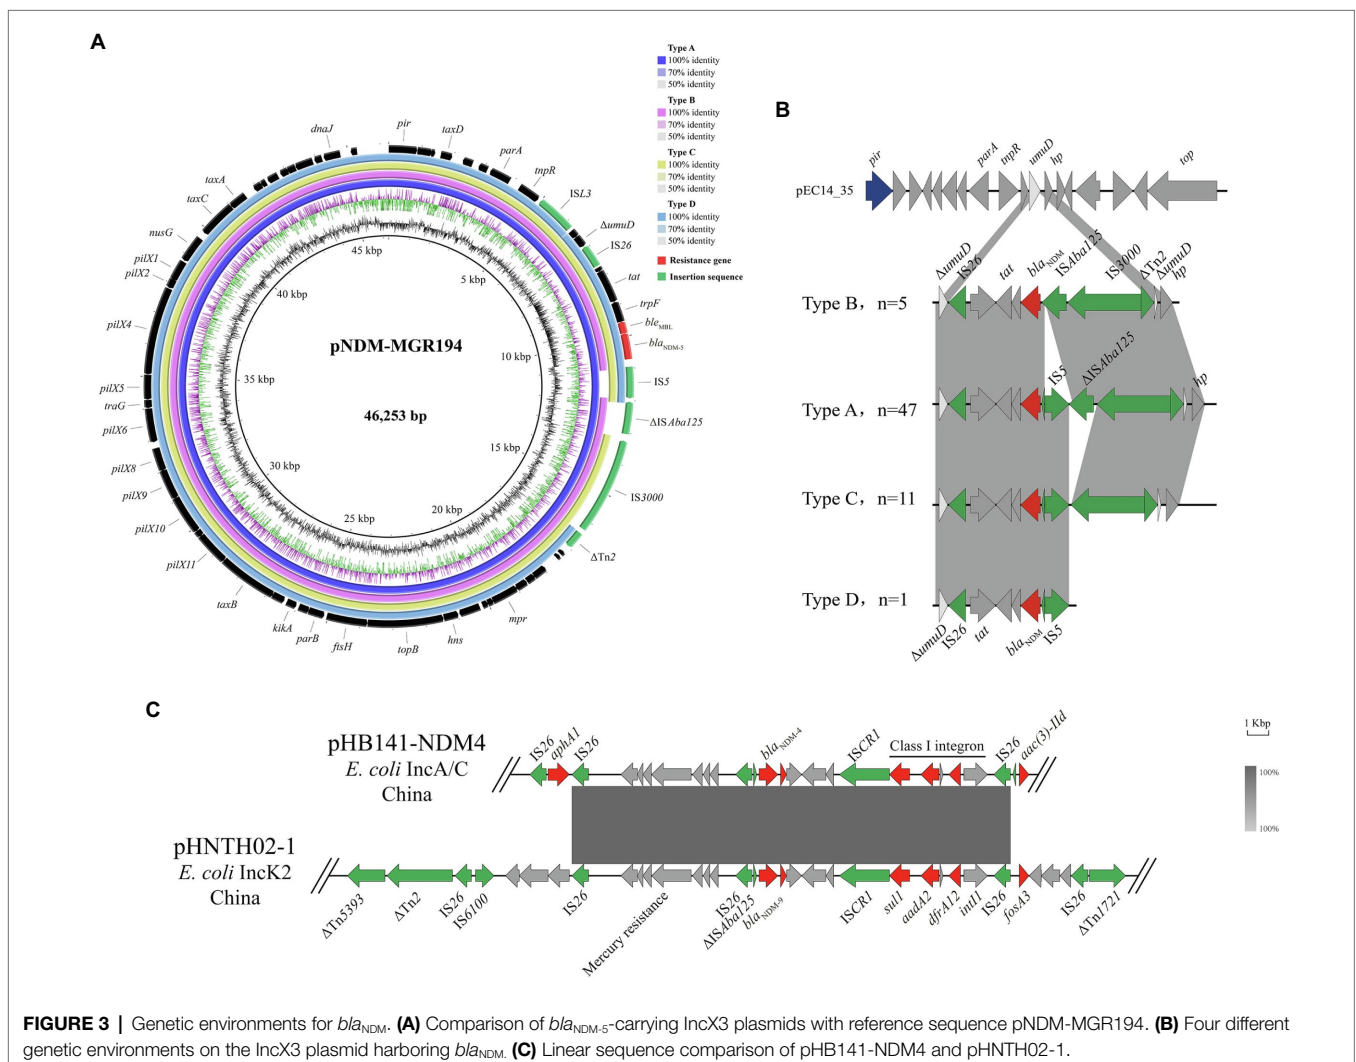 A
Type A
100% identity
70% identity
50% identity
Type B
100% identity
70% identity
50% identity
Type C
100% identity
70% identity
50% identity
Type D
100% identity
70% identity
50% identity
Resistance gene
Insertion sequence
pir
taxD
parA
tnpR
ISL3
ΔumuD
IS26
tat
trpF
bleMBL
blaNDM-5
IS5
ΔISAba125
IS3000
ΔTn2
mpr
hns
topB
ftsH
parB
kikA
taxB
pilX11
pilX10
pilX9
pilX8
pilX6
traG
pilX5
pilX4
pilX2
pilX1
nusG
taxC
taxA
dnaJ
45 kbp
5 kbp
10 kbp
15 kbp
20 kbp
25 kbp
30 kbp
35 kbp
40 kbp
pNDM-MGR194
46,253 bp
B
pir parA tnpR umuD hp top
pEC14_35
ΔumuD IS26 tat blaNDM ISAba125 IS3000 ΔTn2 ΔumuD hp
Type B, n=5
IS5 ΔISAba125 hp
Type A, n=47
Type C, n=11
Type D, n=1
ΔumuD IS26 tat blaNDM IS5
C
pHB141-NDM4
E. coli IncA/C
China
IS26 aphA1 IS26 blaNDM-4 ISCR1 Class I integron IS26 aac(3)-IId
1 Kbp
100%
100%
pHNTH02-1
E. coli IncK2
China
ΔTn5393 ΔTn2 IS26 IS6100 IS26 Mercury resistance IS26 ΔISAba125 blaNDM-9 ISCR1 sul1 aadA2 dfrA12 intI1 IS26 fosA3 IS26 ΔTn1721
FIGURE 3 | Genetic environments for blaNDM. (A) Comparison of blaNDM-5-carrying IncX3 plasmids with reference sequence pNDM-MGR194. (B) Four different
genetic environments on the IncX3 plasmid harboring blaNDM. (C) Linear sequence comparison of pHB141-NDM4 and pHNTH02-1.